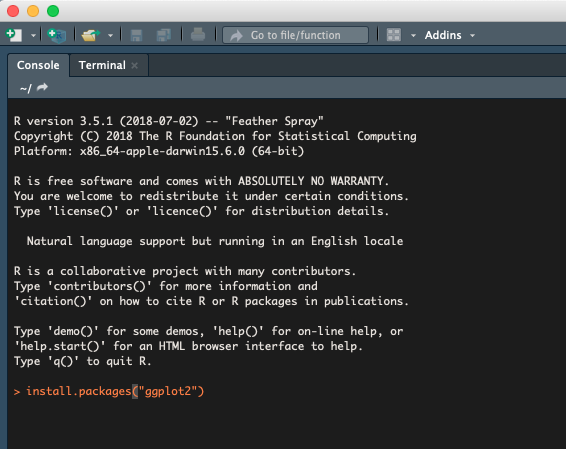 Go to file/function
Addins
Console
Terminal
~/
R version 3.5.1 (2018-07-02) -- "Feather Spray"
Copyright (C) 2018 The R Foundation for Statistical Computing
Platform: x86_64-apple-darwin15.6.0 (64-bit)
R is free software and comes with ABSOLUTELY NO WARRANTY.
You are welcome to redistribute it under certain conditions.
Type 'license()' or 'licence()' for distribution details.
Natural language support but running in an English locale
R is a collaborative project with many contributors.
Type 'contributors()' for more information and
'citation()' on how to cite R or R packages in publications.
Type 'demo()' for some demos, 'help()' for on-line help, or
'help.start()' for an HTML browser interface to help.
Type 'q()' to quit R.
> install.packages("ggplot2")